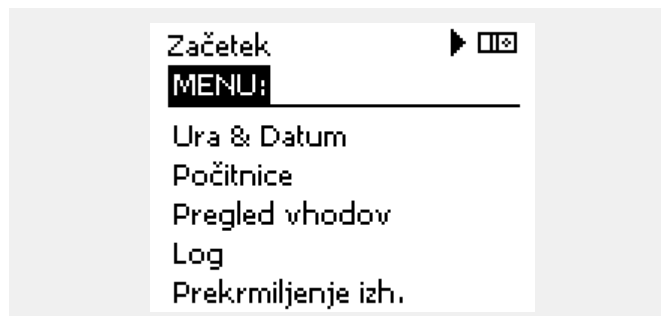 Začetek
MENU:
Ura & Datum
Počitnice
Pregled vhodov
Log
Prekrmiljenje izh.